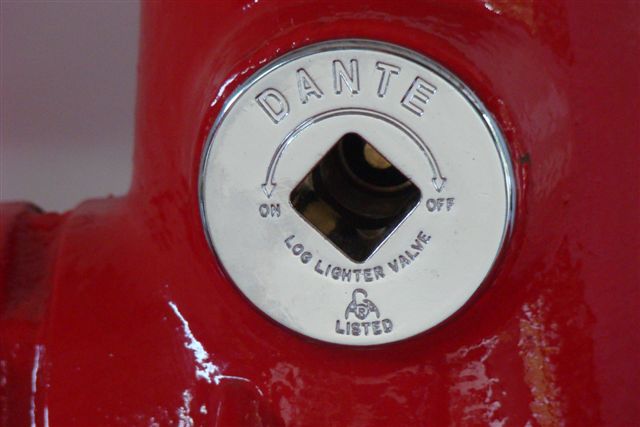 DANTE
ON OFF
LOG LIGHTER VALVE
LISTED